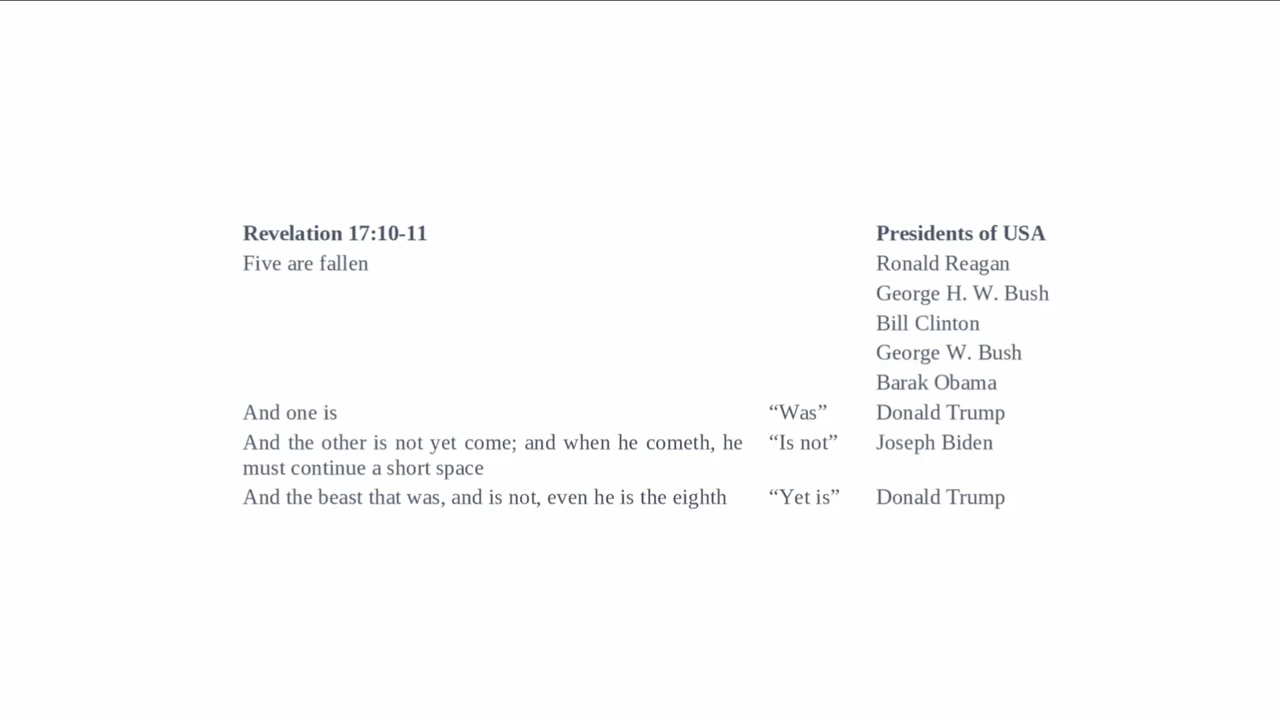 Revelation 17:10-11 Presidents of USA
Five are fallen Ronald Reagan
George H. W. Bush
Bill Clinton
George W. Bush
Barak Obama
And one is “Was” Donald Trump
And the other is not yet come; and when he cometh, he “Is not” Joseph Biden
must continue a short space
And the beast that was, and is not, even he is the eighth “Yet is” Donald Trump